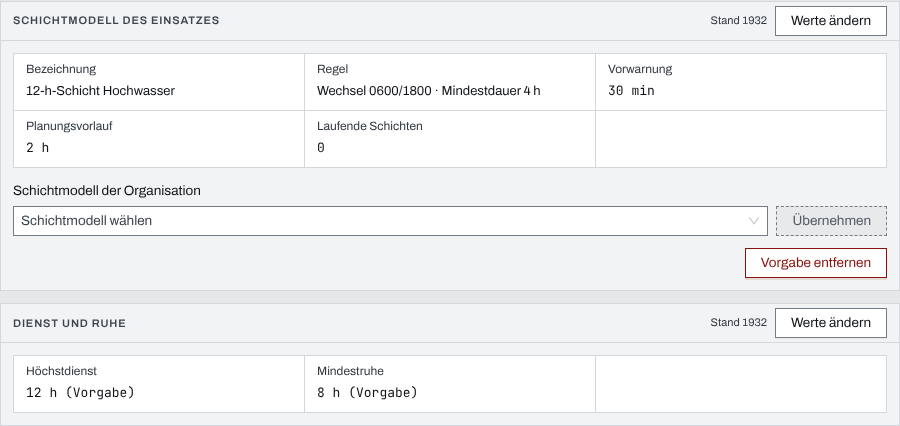 SCHICHTMODELL DES EINSATZES
Stand 1932
Werte ändern
Bezeichnung
12-h-Schicht Hochwasser
Regel
Wechsel 0600/1800 · Mindestdauer 4 h
Vorwarnung
30 min
Planungsvorlauf
2 h
Laufende Schichten
0
Schichtmodell der Organisation
Schichtmodell wählen
Übernehmen
Vorgabe entfernen
DIENST UND RUHE
Stand 1932
Werte ändern
Höchstdienst
12 h (Vorgabe)
Mindestruhe
8 h (Vorgabe)